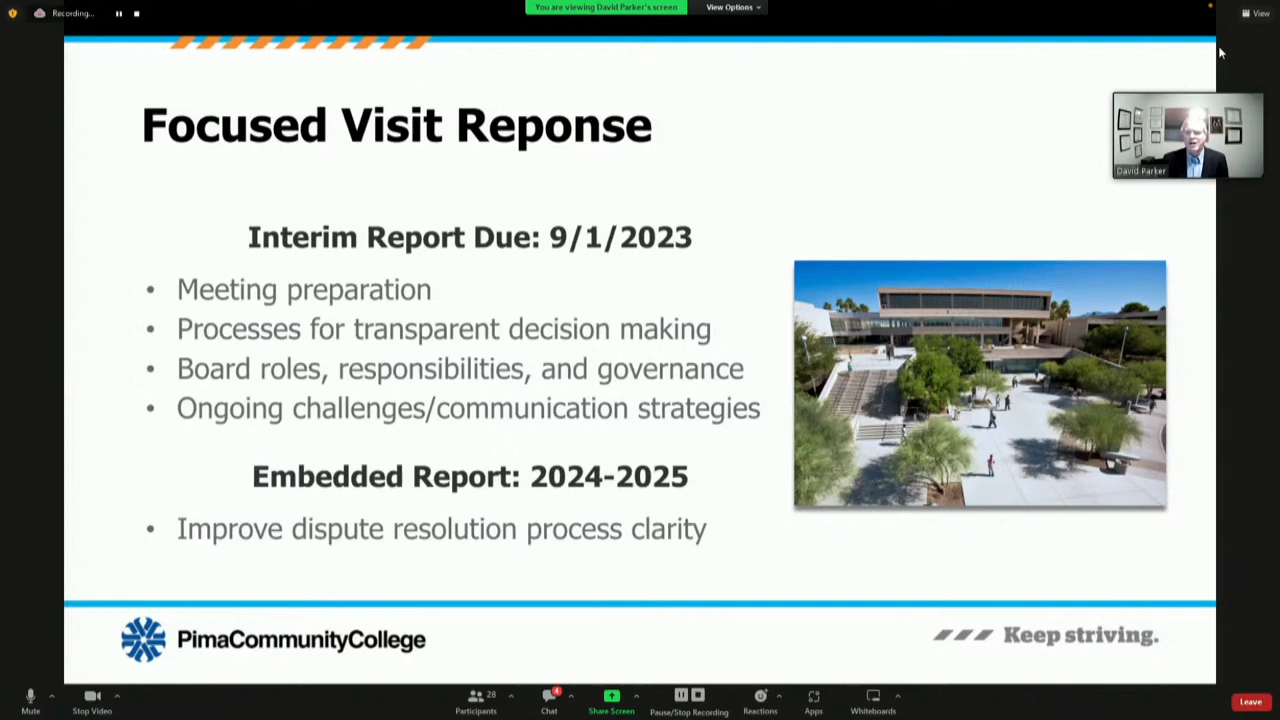 Recording...
You are viewing David Parker's screen
View Options
View
Focused Visit Reponse
David Parker
Interim Report Due: 9/1/2023
• Meeting preparation
• Processes for transparent decision making
• Board roles, responsibilities, and governance
• Ongoing challenges/communication strategies
Embedded Report: 2024-2025
• Improve dispute resolution process clarity
PimaCommunityCollege
Keep striving.
Mute
Stop Video
28
Participants
4
Chat
Share Screen
Pause/Stop Recording
Reactions
Apps
Whiteboards
Leave